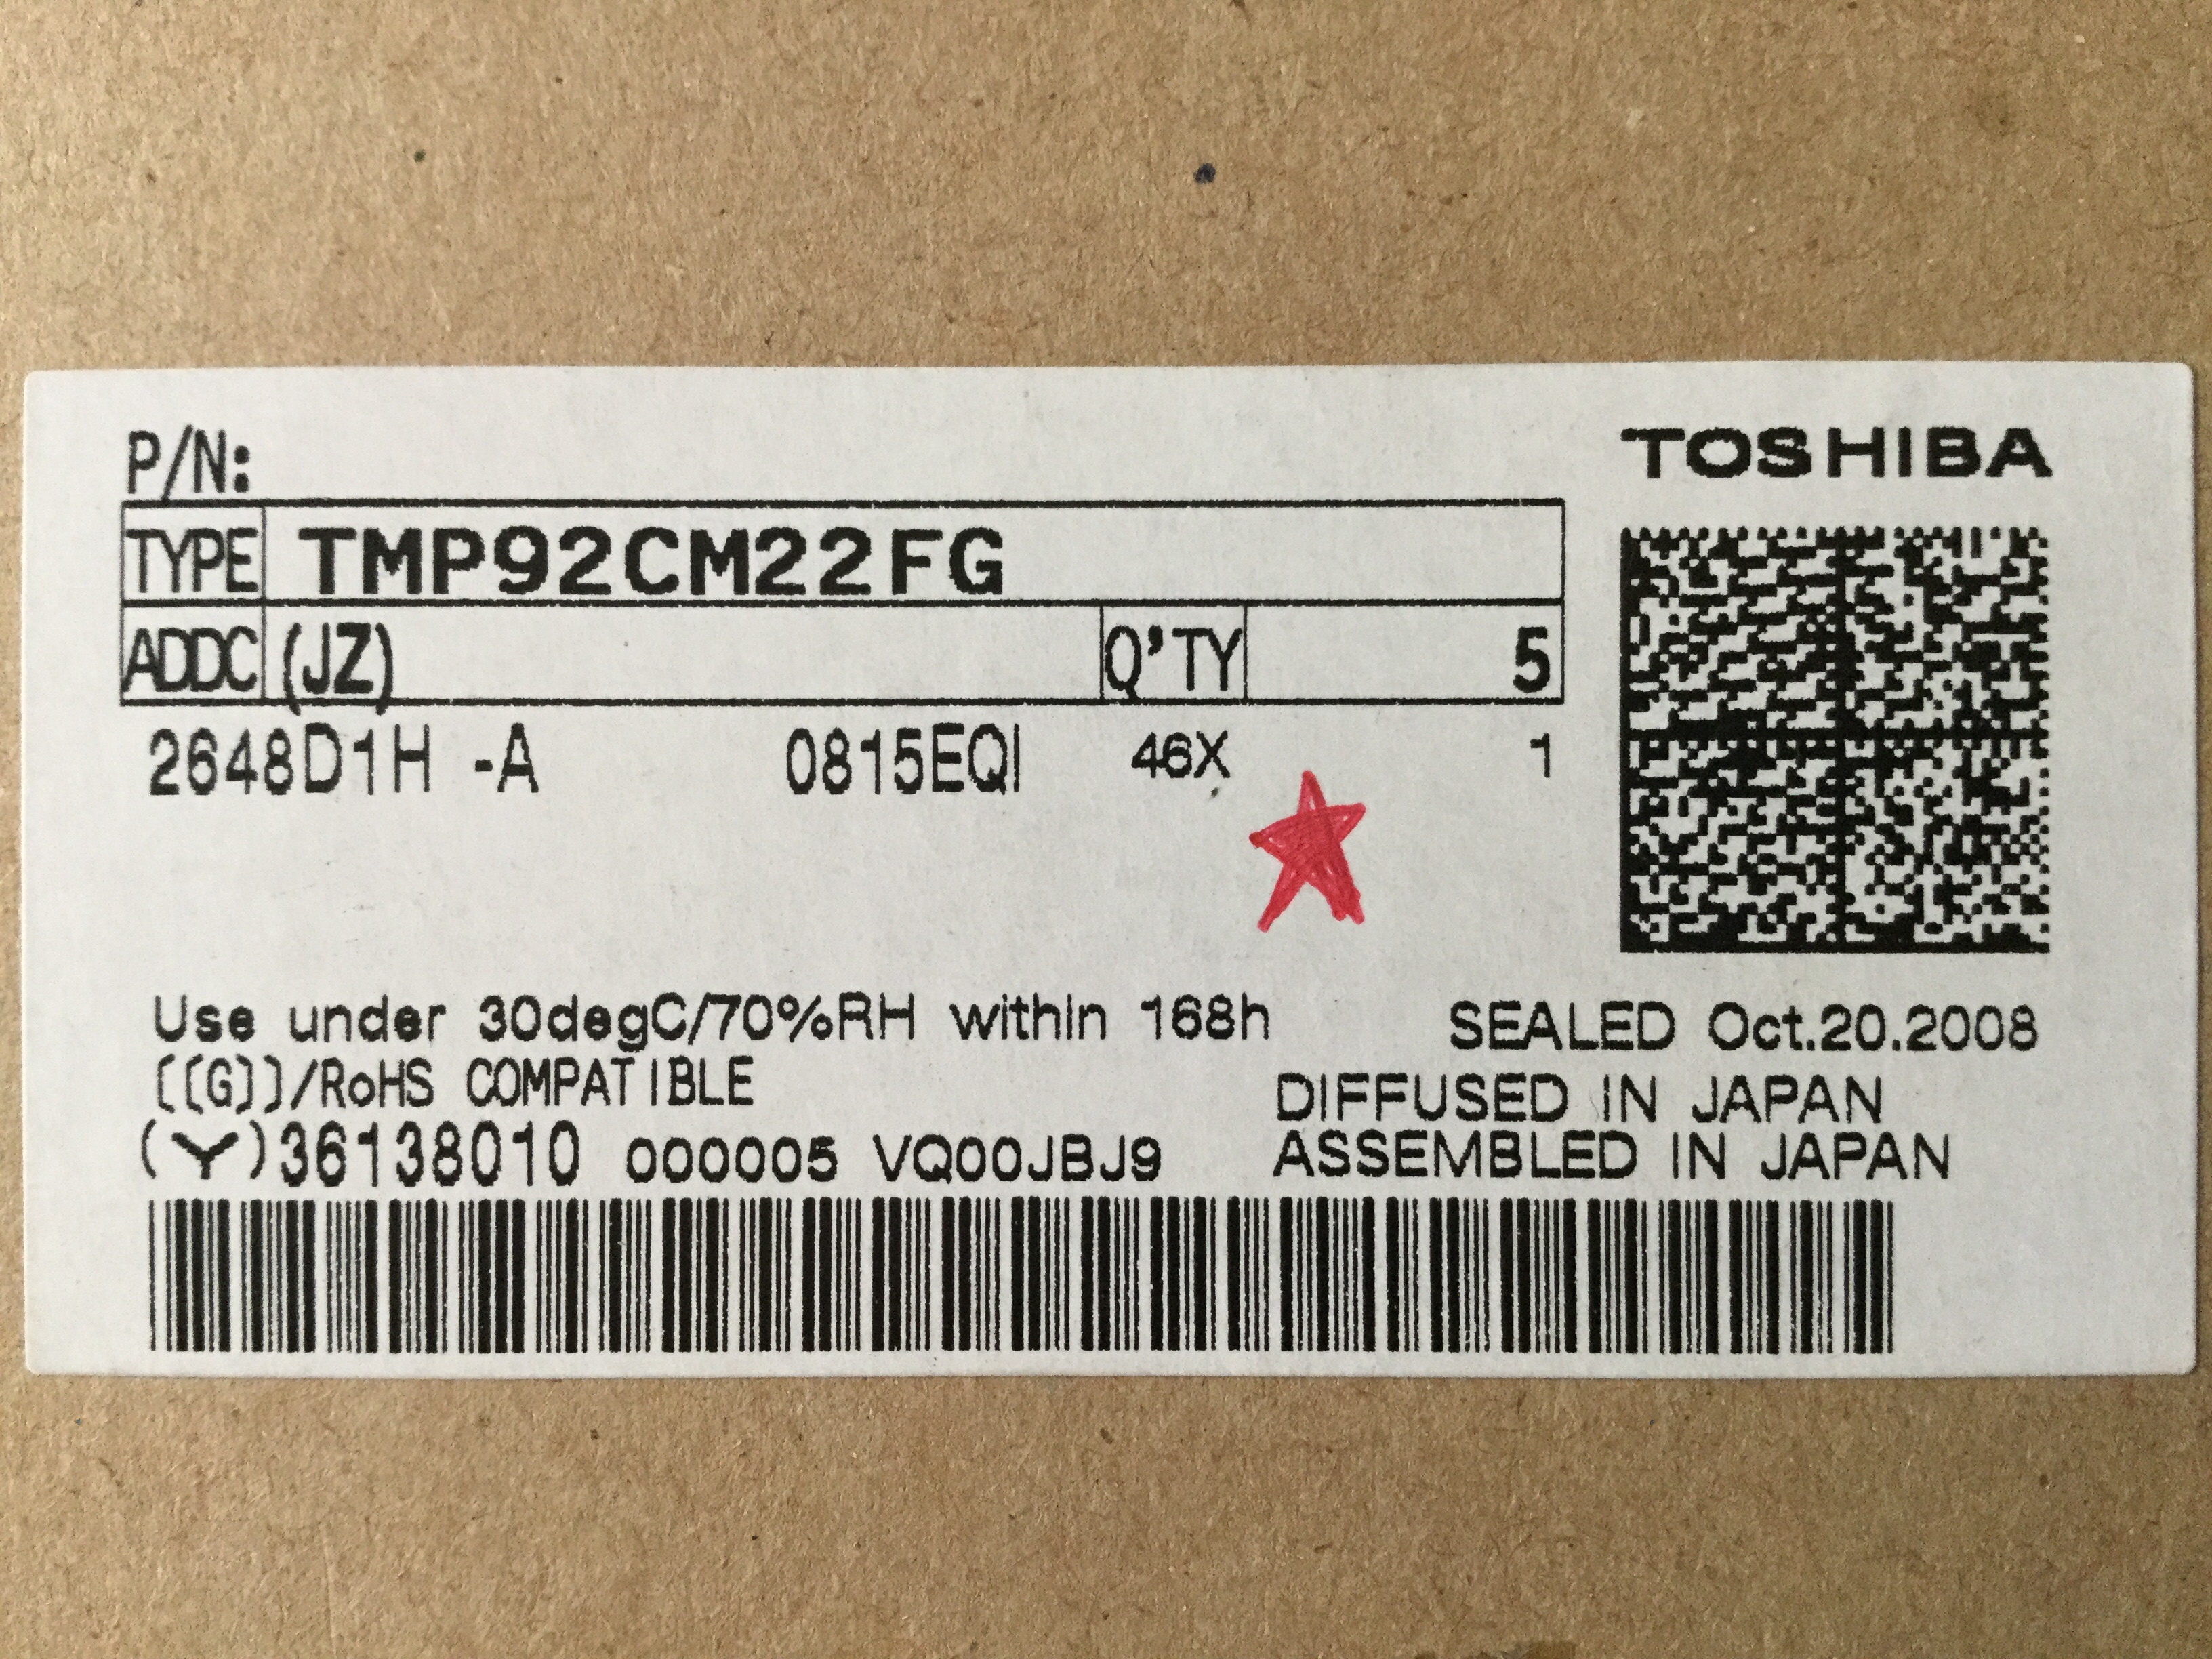 P/N:
TOSHIBA
TYPE TMP92CM22FG
ADDC (JZ) Q'TY 5
2648D1H -A 0815EQI 46X 1
Use under 30degC/70%RH within 168h
SEALED Oct.20.2008
[[G]]/RoHS COMPATIBLE
DIFFUSED IN JAPAN
(Y)36138010 000005 VQ00JBJ9
ASSEMBLED IN JAPAN